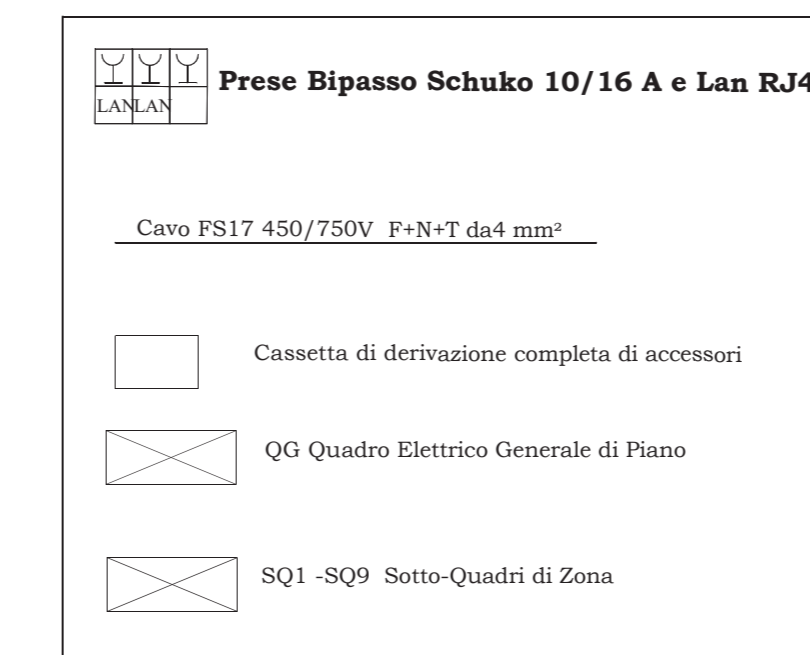 Prese Bipasso Schuko 10/16 A e Lan RJ4
LAN LAN
Cavo FS17 450/750V F+N+T da4 mm²
Cassetta di derivazione completa di accessori
QG Quadro Elettrico Generale di Piano
SQ1 -SQ9 Sotto-Quadri di Zona